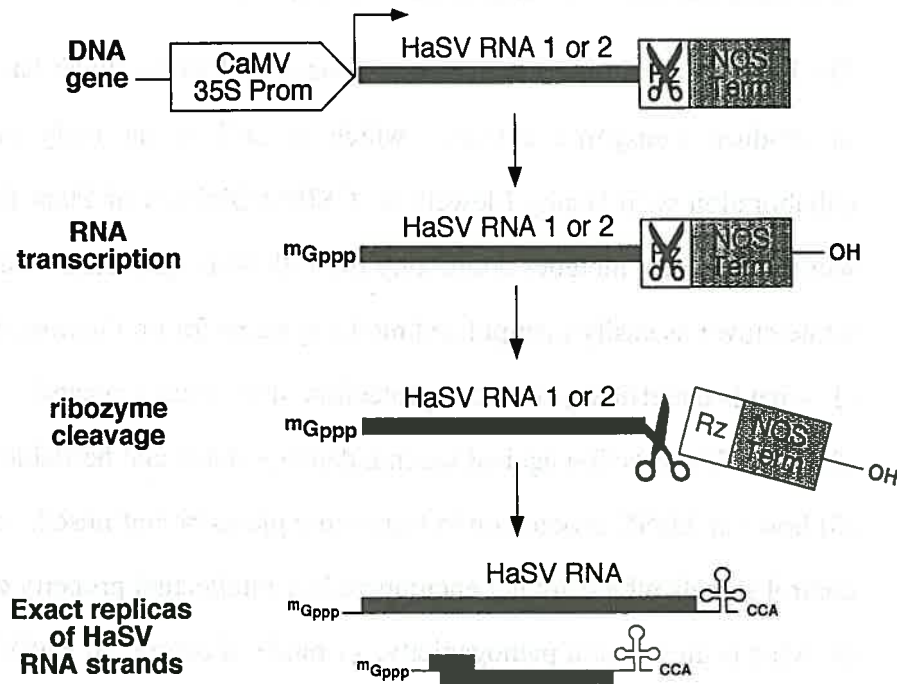 DNA
gene
CaMV
35S Prom
HaSV RNA 1 or 2
Rz
NOS
Term
RNA
transcription
mGppp
HaSV RNA 1 or 2
Rz
NOS
Term
OH
ribozyme
cleavage
mGppp
HaSV RNA 1 or 2
Rz
NOS
Term
OH
Exact replicas
of HaSV
RNA strands
HaSV RNA
mGppp
CCA
mGppp
CCA